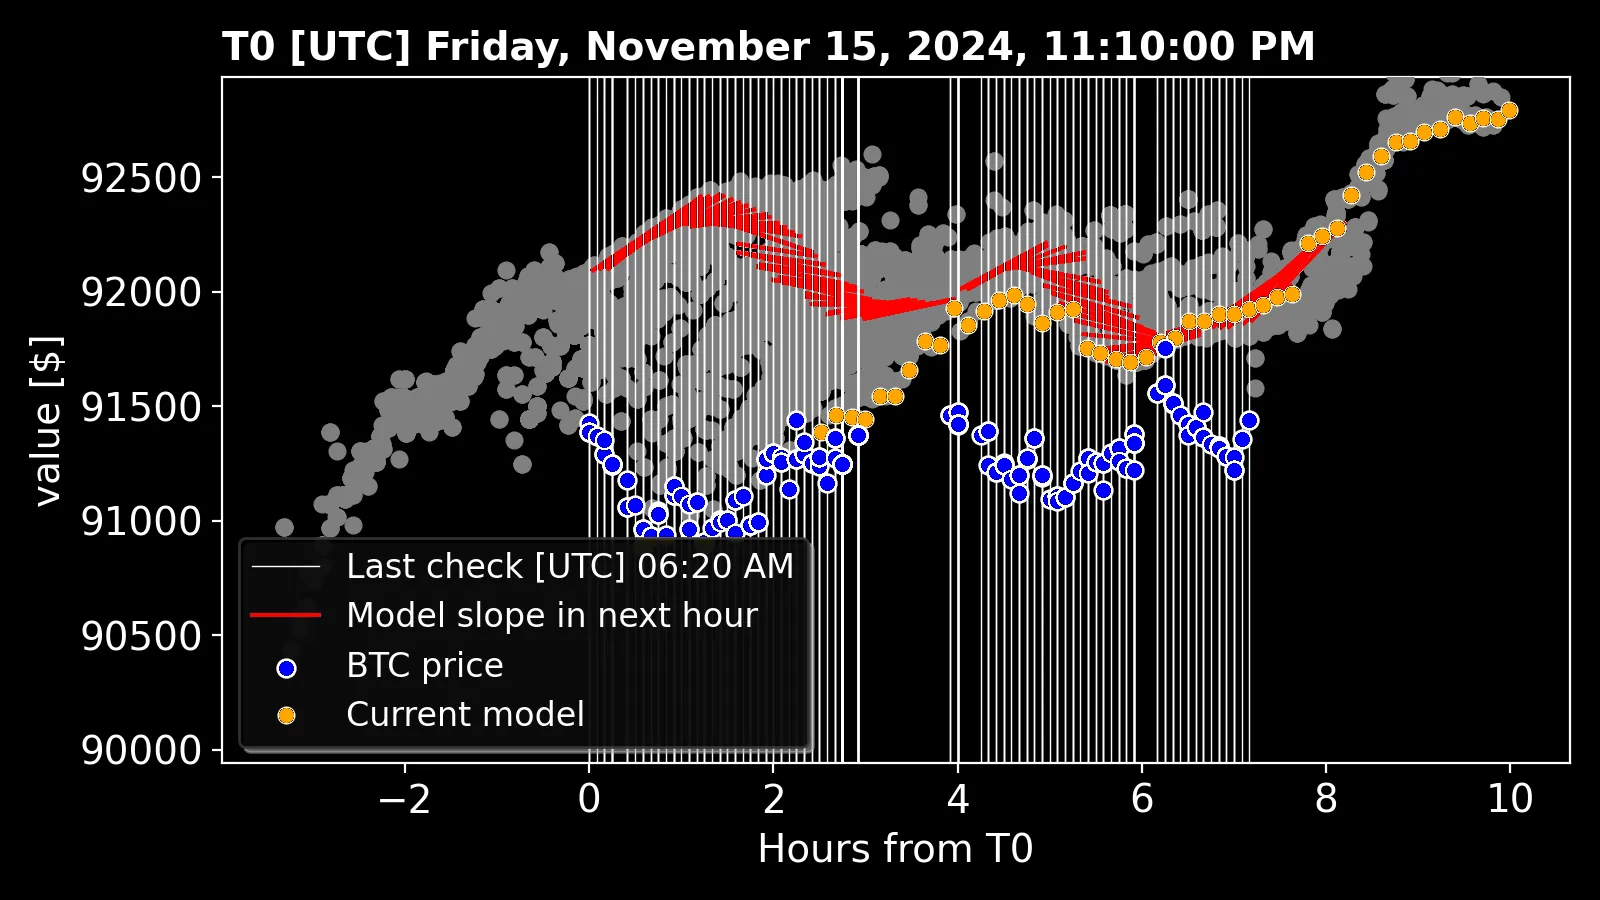 T0 [UTC] Friday, November 15, 2024, 11:10:00 PM
value [$]
92500
92000
91500
91000
90500
90000
Last check [UTC] 06:20 AM
Model slope in next hour
BTC price
Current model
−2 0 2 4 6 8 10
Hours from T0